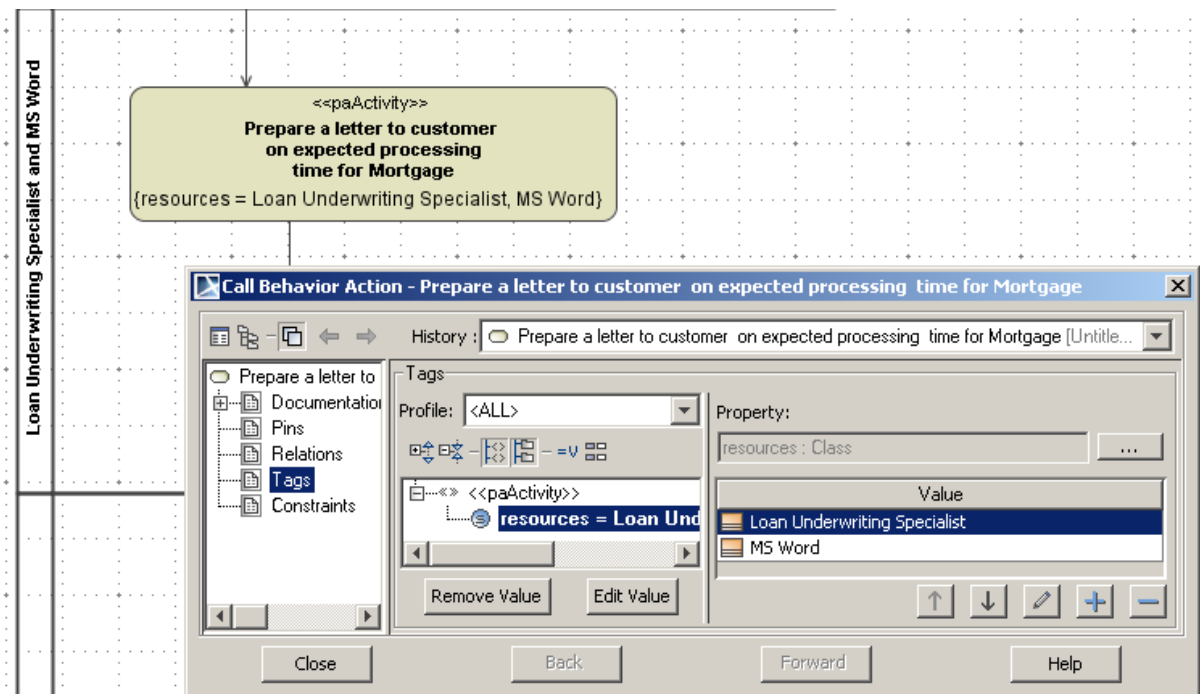 Loan Underwriting Specialist and MS Word
<<paActivity>>
Prepare a letter to customer
on expected processing
time for Mortgage
{resources = Loan Underwriting Specialist, MS Word}
Call Behavior Action - Prepare a letter to customer on expected processing time for Mortgage
History : Prepare a letter to customer on expected processing time for Mortgage [Untitle...
Prepare a letter to
Documentation
Pins
Relations
Tags
Constraints
Tags
Profile: <ALL>
=v
<<paActivity>>
resources = Loan Und
Remove Value
Edit Value
Property:
resources : Class
...
Value
Loan Underwriting Specialist
MS Word
Close
Back
Forward
Help